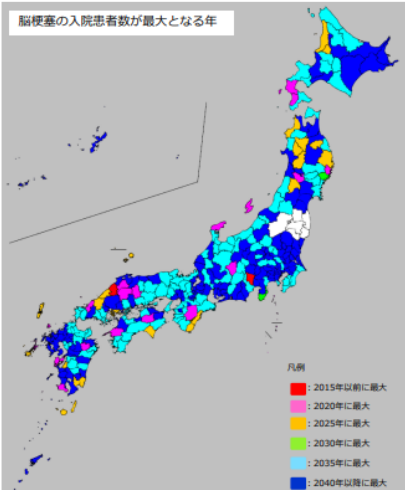 脳梗塞の入院患者数が最大となる年
凡例
: 2015年以前に最大
: 2020年に最大
: 2025年に最大
: 2030年に最大
: 2035年に最大
: 2040年以降に最大